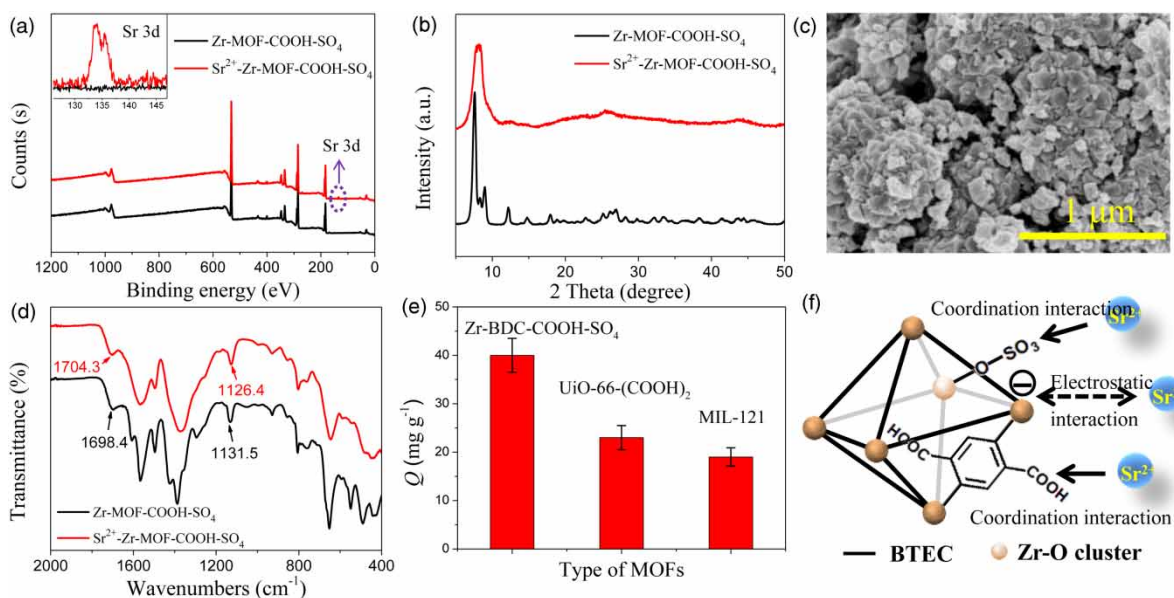 (a)
Sr 3d
Zr-MOF-COOH-SO4
Sr2+-Zr-MOF-COOH-SO4
130 135 140 145
Sr 3d
Counts (s)
1200 1000 800 600 400 200 0
Binding energy (eV)
(b)
Zr-MOF-COOH-SO4
Sr2+-Zr-MOF-COOH-SO4
Intensity (a.u.)
10 20 30 40 50
2 Theta (degree)
(c)
1 μm
(d)
1704.3
1126.4
1698.4
1131.5
Transmittance (%)
Zr-MOF-COOH-SO4
Sr2+-Zr-MOF-COOH-SO4
2000 1600 1200 800 400
Wavenumbers (cm-1)
(e)
50
40
30
20
10
0
Q (mg g-1)
Zr-BDC-COOH-SO4
UiO-66-(COOH)2
MIL-121
Type of MOFs
(f)
Coordination interaction
Sr2+
O-SO3
Electrostatic
interaction
Sr
HOOC
COOH
Sr2+
Coordination interaction
BTEC
Zr-O cluster